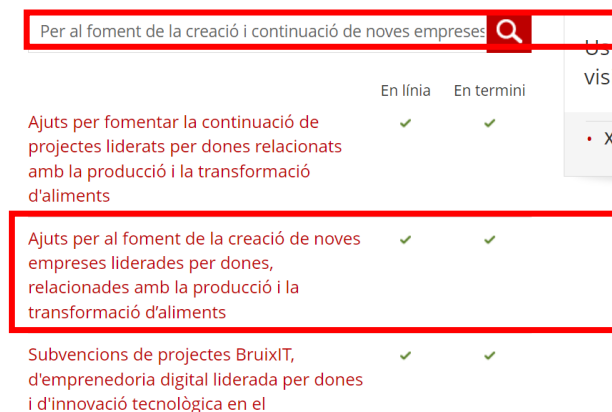 Per al foment de la creació i continuació de noves empreses
Us
vis
En línia En termini
Ajuts per fomentar la continuació de
projectes liderats per dones relacionats
amb la producció i la transformació
d'aliments
• X
Ajuts per al foment de la creació de noves
empreses liderades per dones,
relacionades amb la producció i la
transformació d’aliments
Subvencions de projectes BruixIT,
d'emprenedoria digital liderada per dones
i d'innovació tecnològica en el